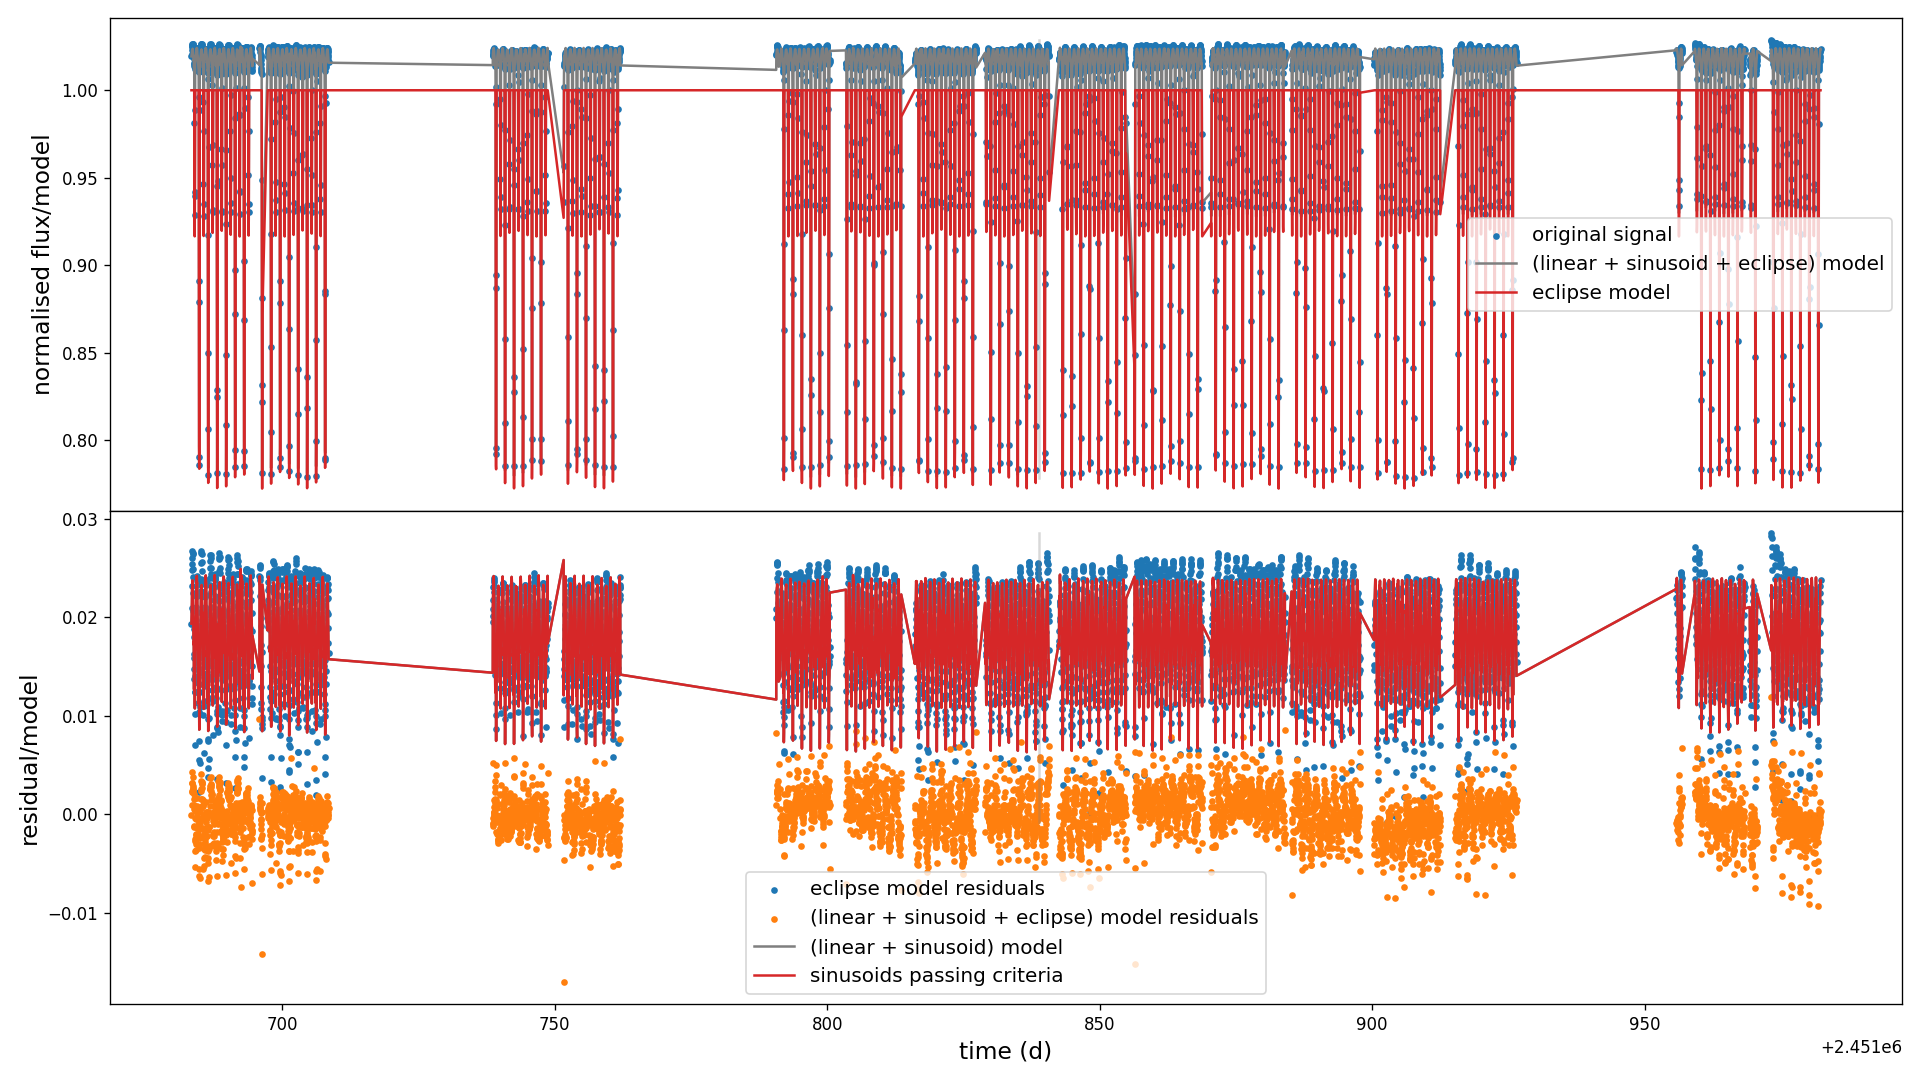 normalised flux/model
1.00
0.95
0.90
0.85
0.80
original signal
(linear + sinusoid + eclipse) model
eclipse model
residual/model
0.03
0.02
0.01
0.00
−0.01
eclipse model residuals
(linear + sinusoid + eclipse) model residuals
(linear + sinusoid) model
sinusoids passing criteria
700
750
800
850
900
950
time (d)
+2.451e6